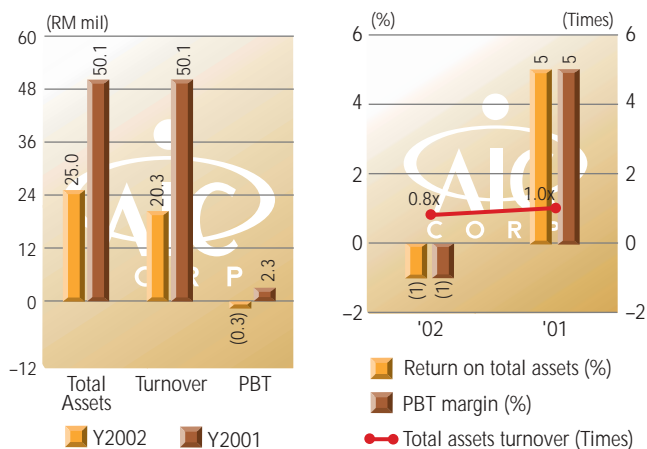 (RM mil)
60
48
36
24
12
0
–12
25.0
50.1
20.3
50.1
(0.3)
2.3
AIC
CORP
Total
Assets
Turnover
PBT
Y2002
Y2001
(%)
(Times)
6
4
2
0
–2
6
4
2
0
–2
5
5
0.8x
1.0x
(1)
(1)
AIC
CORP
'02
'01
Return on total assets (%)
PBT margin (%)
Total assets turnover (Times)